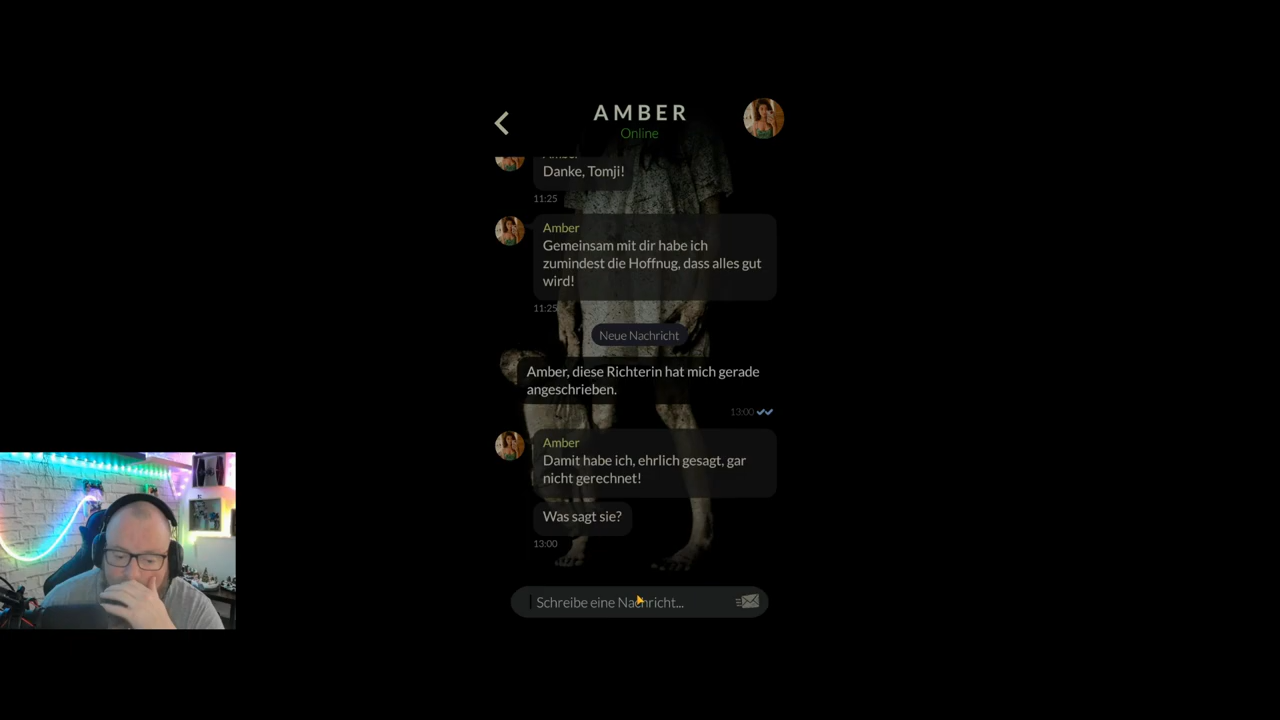 AMBER
Online
Amber
Danke, Tomji!
11:25
Amber
Gemeinsam mit dir habe ich
zumindest die Hoffnug, dass alles gut
wird!
11:25
Neue Nachricht
Amber, diese Richterin hat mich gerade
angeschrieben.
13:00
Amber
Damit habe ich, ehrlich gesagt, gar
nicht gerechnet!
Was sagt sie?
13:00
Schreibe eine Nachricht...